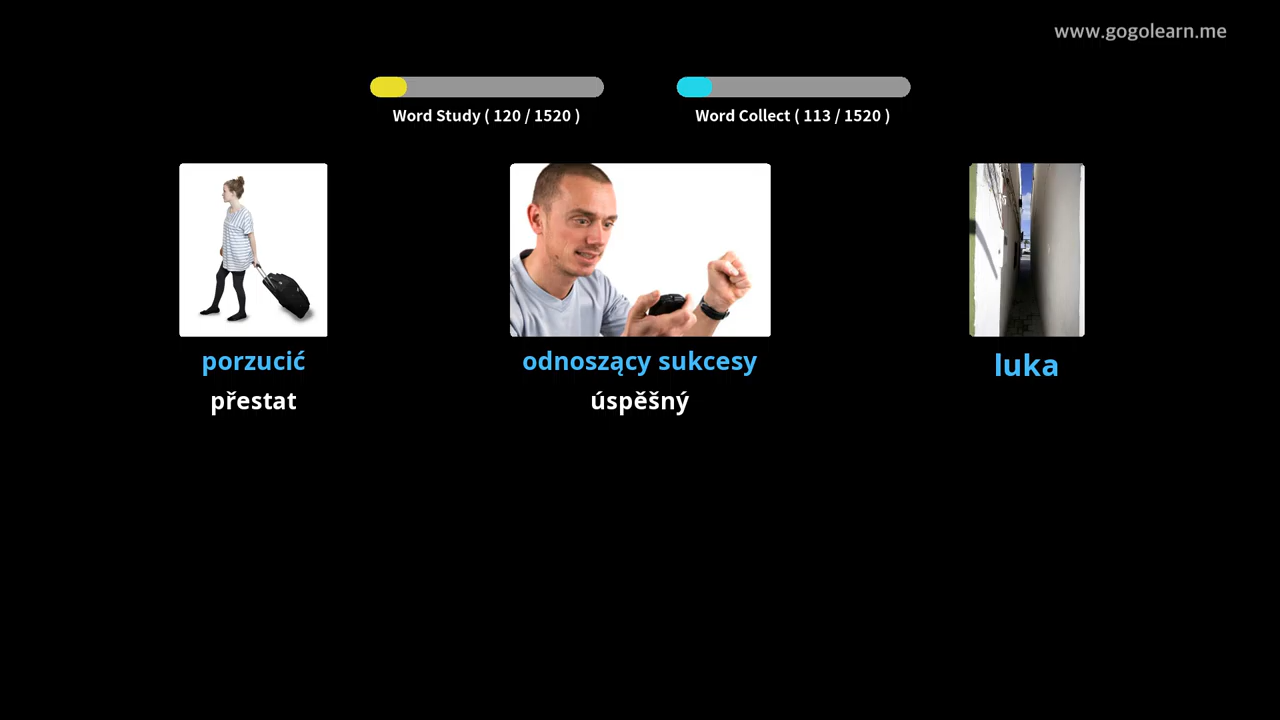 www.gogolearn.me
Word Study ( 120 / 1520 )
Word Collect ( 113 / 1520 )
porzucić
přestat
odnoszący sukcesy
úspěšný
luka